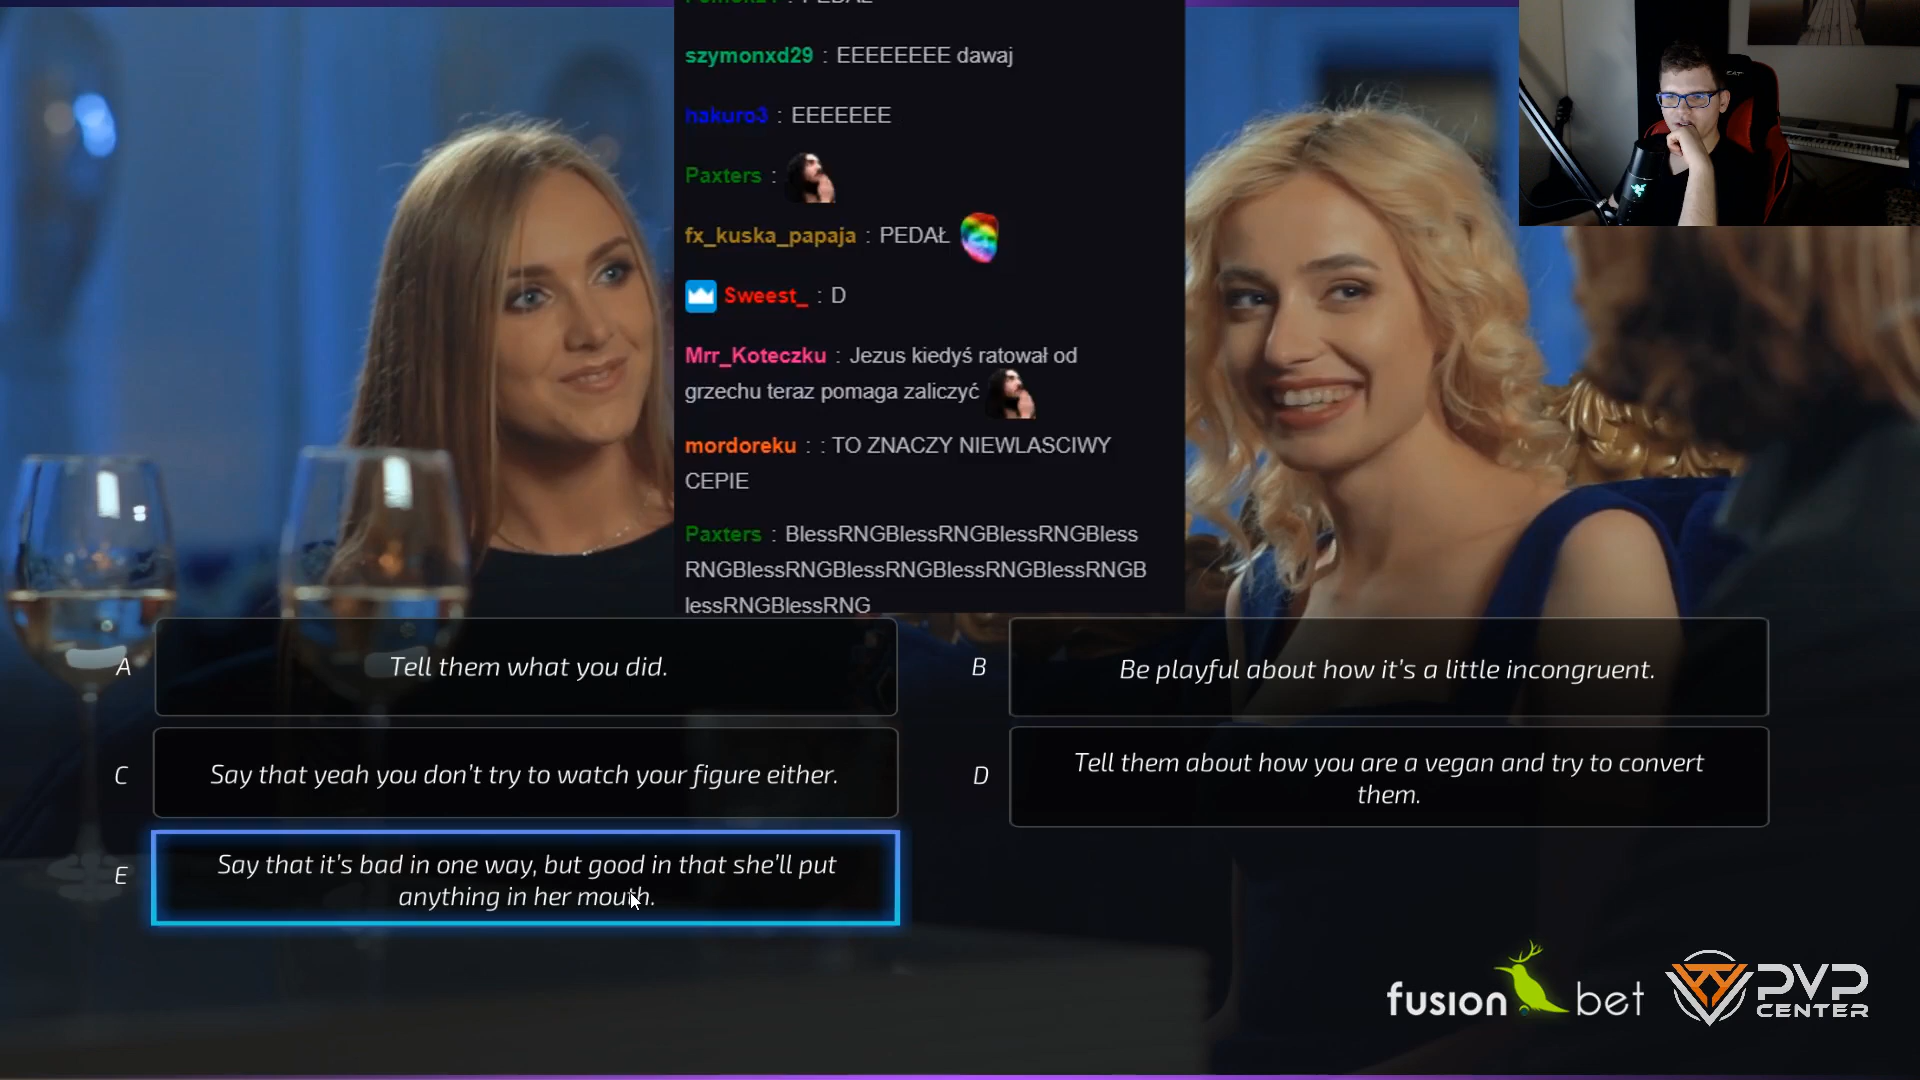 szymonxd29 : EEEEEEEE dawaj
hakuro3 : EEEEEEE
Paxters :
fx_kuska_papaja : PEDAŁ
Sweest_ : D
Mrr_Koteczku : Jezus kiedyś ratował od
grzechu teraz pomaga zaliczyć
mordoreku : : TO ZNACZY NIEWLASCIWY
CEPIE
Paxters : BlessRNGBlessRNGBlessRNGBless
RNGBlessRNGBlessRNGBlessRNGBlessRNGB
lessRNGBlessRNG
A Tell them what you did.
B Be playful about how it's a little incongruent.
C Say that yeah you don't try to watch your figure either.
D Tell them about how you are a vegan and try to convert
them.
E Say that it's bad in one way, but good in that she'll put
anything in her mouth.
fusion bet
PVP
CENTER